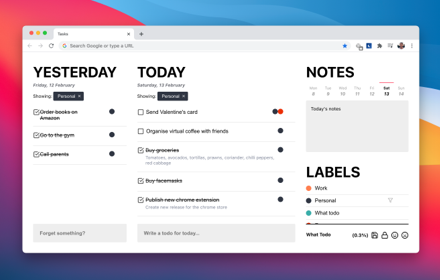 Tasks
Search Google or type a URL
YESTERDAY
Friday, 12 February
Showing: Personal ×
Order books on
Amazon
Go to the gym
Call parents
Forget something?
TODAY
Saturday, 13 February
Showing: Personal ×
Send Valentine's card
Organise virtual coffee with friends
Buy groceries
Tomatoes, avocados, tortillas, prawns, coriander, chilli peppers,
red cabbage
Buy facemasks
Publish new chrome extension
Create new release for the chrome store
Write a todo for today...
NOTES
Mon Tue Wed Thu Fri Sat Sun
8 9 10 11 12 13 14
Today's notes
LABELS
Work
Personal
What todo
What Todo (0.3%)